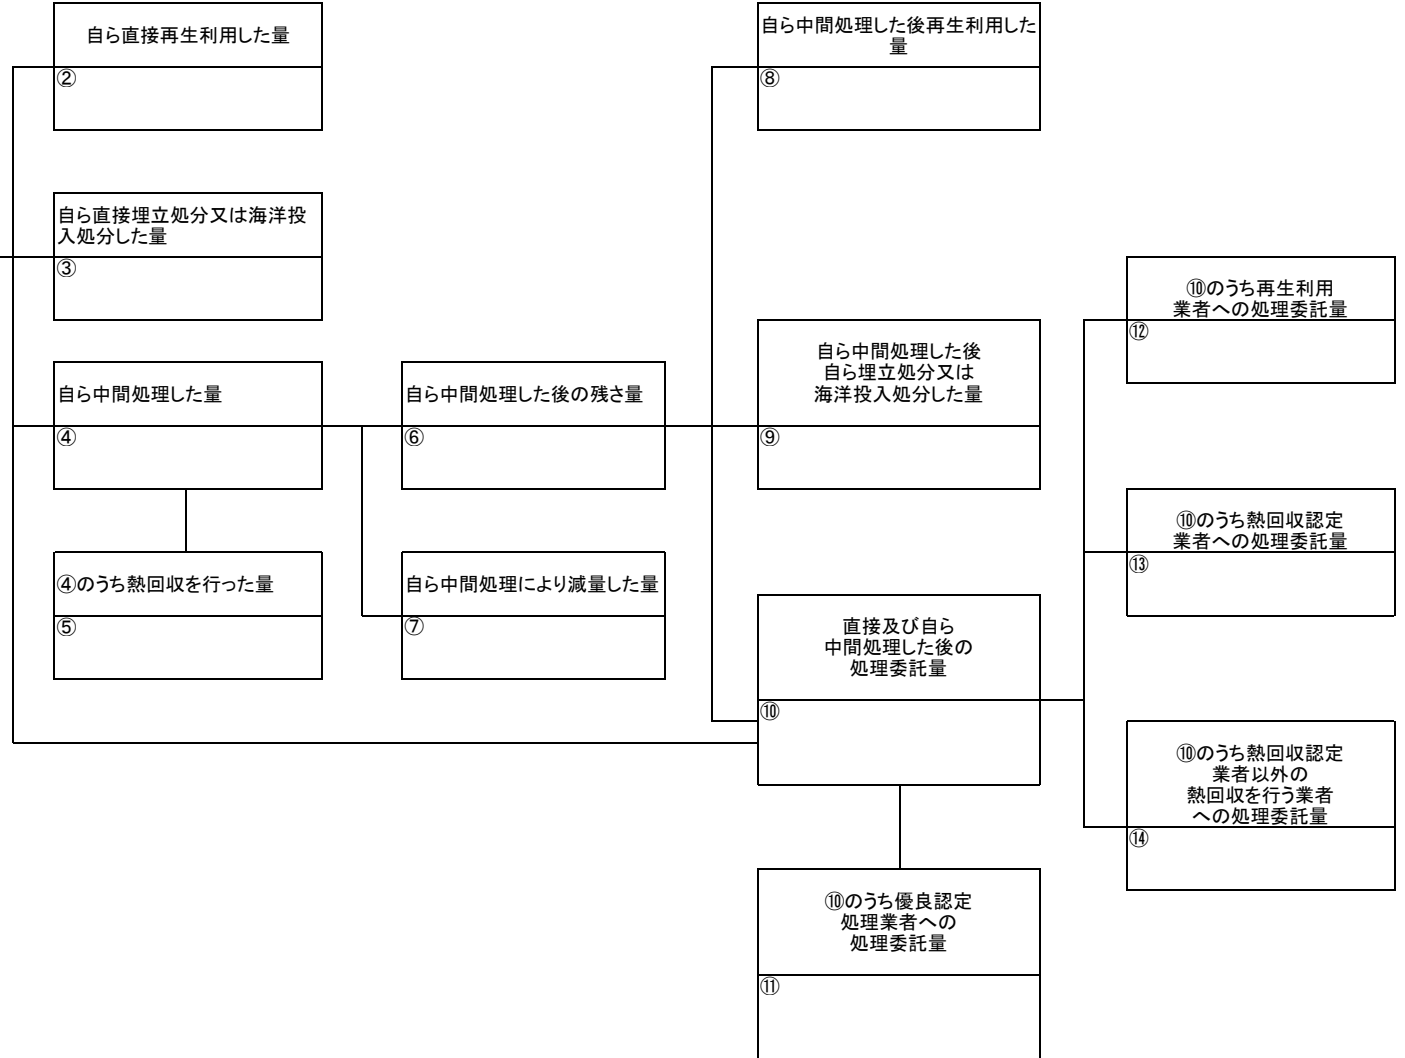 自ら直接再生利用した量
②
自ら直接埋立処分又は海洋投
入処分した量
③
自ら中間処理した量
④
④のうち熱回収を行った量
⑤
自ら中間処理した後の残さ量
⑥
自ら中間処理により減量した量
⑦
自ら中間処理した後再生利用した
量
⑧
自ら中間処理した後
自ら埋立処分又は
海洋投入処分した量
⑨
直接及び自ら
中間処理した後の
処理委託量
⑩
⑩のうち優良認定
処理業者への
処理委託量
⑪
⑩のうち再生利用
業者への処理委託量
⑫
⑩のうち熱回収認定
業者への処理委託量
⑬
⑩のうち熱回収認定
業者以外の
熱回収を行う業者
への処理委託量
⑭